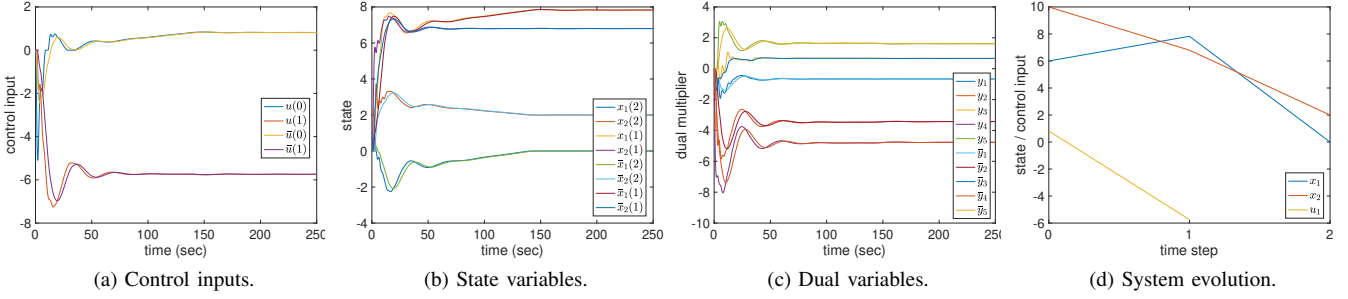 control input
2
0
-2
-4
-6
-8
0 50 100 150 200 250
time (sec)
u(0)
u(1)
ū(0)
ū(1)
(a) Control inputs.
state
8
6
4
2
0
-2
-4
0 50 100 150 200 250
time (sec)
x₁(2)
x₂(2)
x₁(1)
x₂(1)
x̄₁(2)
x̄₂(2)
x̄₁(1)
x̄₂(1)
(b) State variables.
dual multiplier
4
2
0
-2
-4
-6
-8
-10
0 50 100 150 200 250
time (sec)
y₁
y₂
y₃
y₄
y₅
ȳ₁
ȳ₂
ȳ₃
ȳ₄
ȳ₅
(c) Dual variables.
state / control input
10
8
6
4
2
0
-2
-4
-6
0 1 2
time step
x₁
x₂
u₁
(d) System evolution.